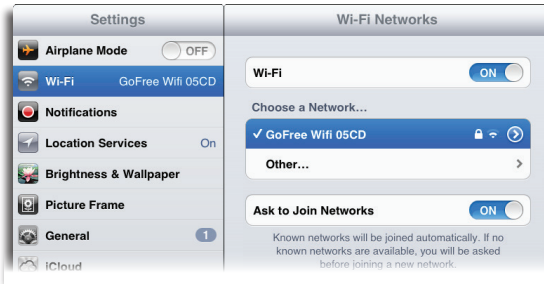 Settings
Airplane Mode OFF
Wi-Fi GoFree Wifi 05CD
Notifications
Location Services On
Brightness & Wallpaper
Picture Frame
General 1
iCloud
Wi-Fi Networks
Wi-Fi ON
Choose a Network...
✓ GoFree Wifi 05CD
Other...
Ask to Join Networks ON
Known networks will be joined automatically. If no
known networks are available, you will be asked
before joining a new network.